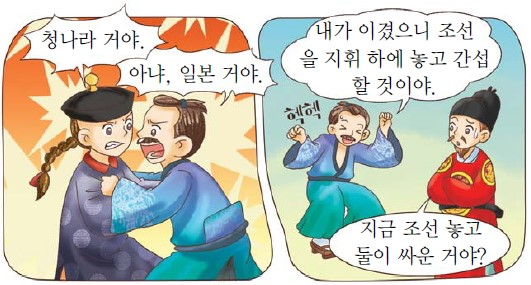 청나라 거야.
아냐, 일본 거야.
내가 이겼으니 조선
을 지휘 하에 놓고 간섭
할 것이야.
헥헥
지금 조선 놓고
둘이 싸운 거야?